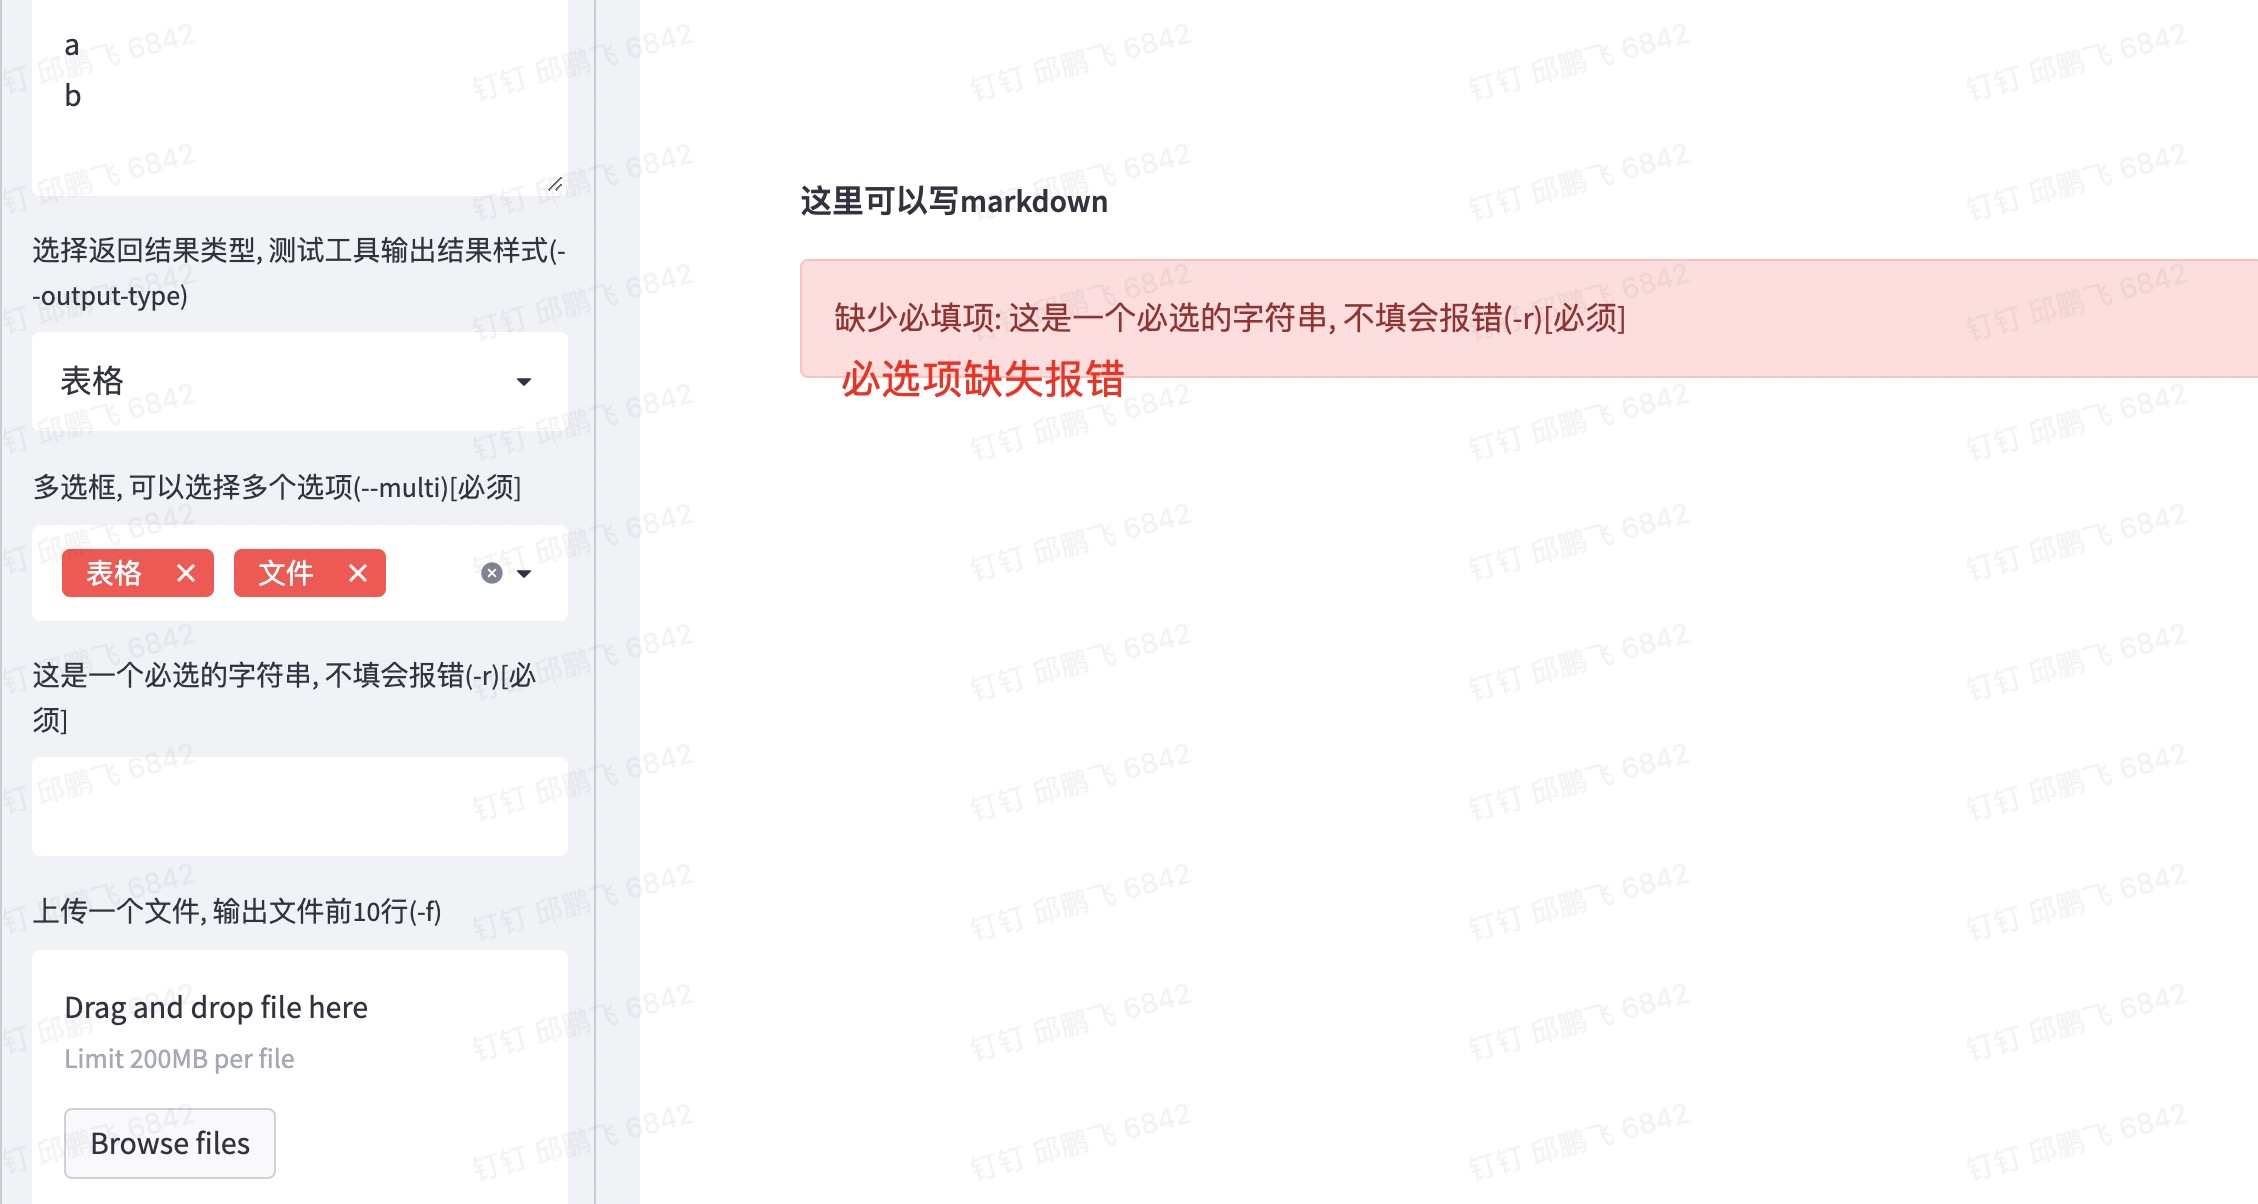 a
b
选择返回结果类型, 测试工具输出结果样式(-
-output-type)
表格
多选框, 可以选择多个选项(--multi)[必须]
表格
文件
这是一个必选的字符串, 不填会报错(-r)[必
须]
上传一个文件, 输出文件前10行(-f)
Drag and drop file here
Limit 200MB per file
Browse files
这里可以写markdown
缺少必填项: 这是一个必选的字符串, 不填会报错(-r)[必须]
必选项缺失报错
钉钉 邱鹏飞 6842